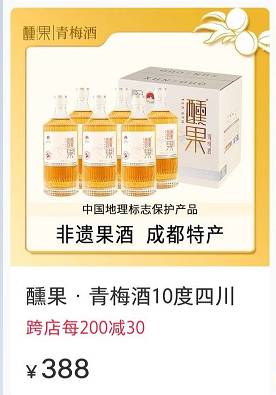 醺果|青梅酒
醺果
中国地理标志保护产品
非遗果酒 成都特产
醺果·青梅酒10度四川
跨店每200减30
¥388